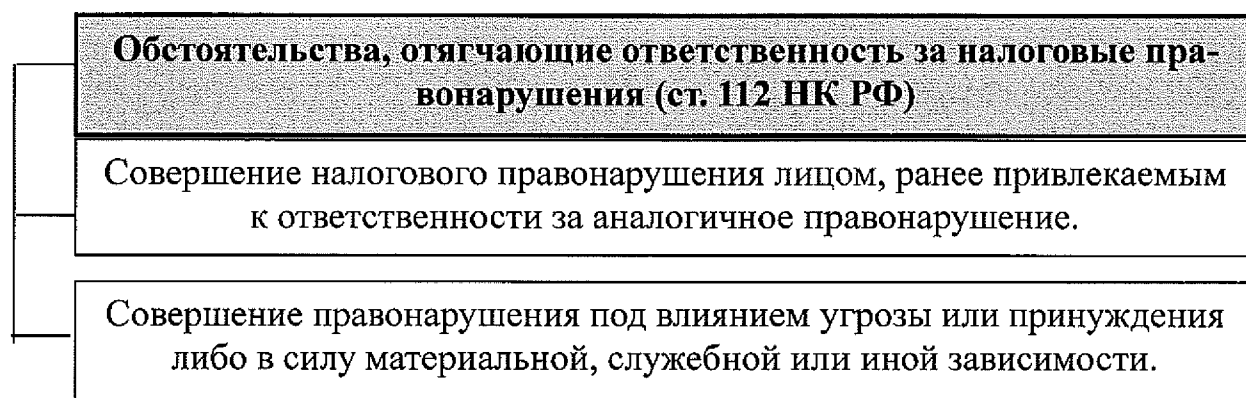 Обстоятельства, отягчающие ответственность за налоговые пра-
вонарушения (ст. 112 НК РФ)
Совершение налогового правонарушения лицом, ранее привлекаемым
к ответственности за аналогичное правонарушение.
Совершение правонарушения под влиянием угрозы или принуждения
либо в силу материальной, служебной или иной зависимости.